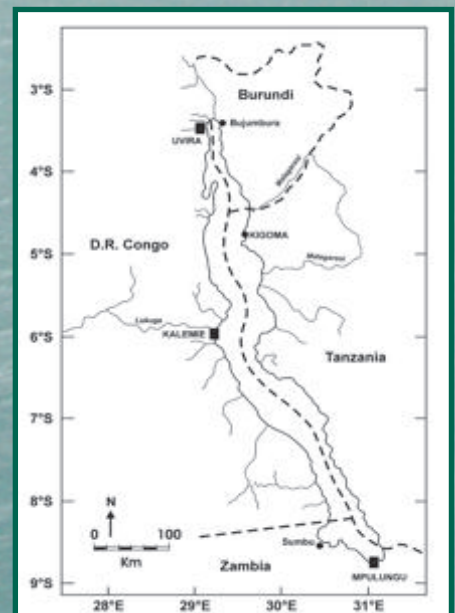 3°S
4°S
5°S
6°S
7°S
8°S
9°S
Burundi
Bujumbura
UVIRA
Malagarasi
KIGOMA
D.R. Congo
Malagarasi
Lukuga
KALEMIE
Tanzania
N
0 100
Km
Sumbu
Zambia
MPULUNGU
28°E 29°E 30°E 31°E